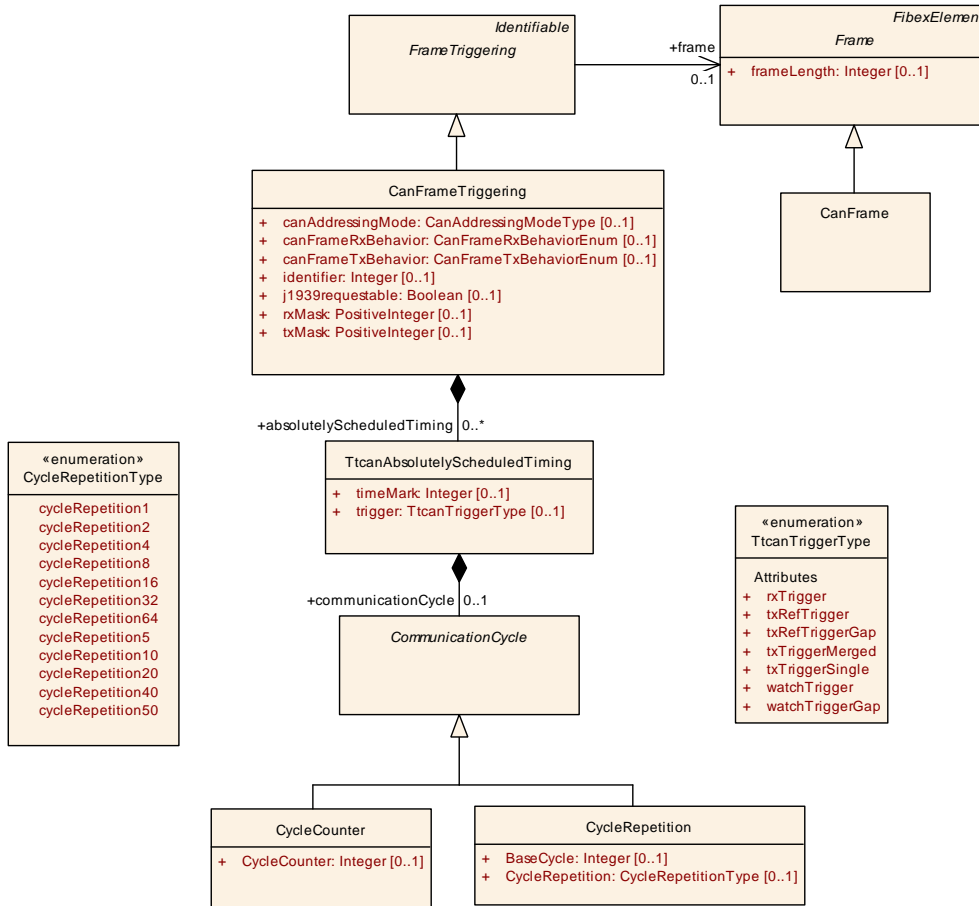 Identifiable
FrameTriggering
+frame
0..1
FibexElemen
Frame
+ frameLength: Integer [0..1]
CanFrameTriggering
+ canAddressingMode: CanAddressingModeType [0..1]
+ canFrameRxBehavior: CanFrameRxBehaviorEnum [0..1]
+ canFrameTxBehavior: CanFrameTxBehaviorEnum [0..1]
+ identifier: Integer [0..1]
+ j1939requestable: Boolean [0..1]
+ rxMask: PositiveInteger [0..1]
+ txMask: PositiveInteger [0..1]
CanFrame
+absolutelyScheduledTiming 0..*
«enumeration»
CycleRepetitionType
cycleRepetition1
cycleRepetition2
cycleRepetition4
cycleRepetition8
cycleRepetition16
cycleRepetition32
cycleRepetition64
cycleRepetition5
cycleRepetition10
cycleRepetition20
cycleRepetition40
cycleRepetition50
TtcanAbsolutelyScheduledTiming
+ timeMark: Integer [0..1]
+ trigger: TtcanTriggerType [0..1]
«enumeration»
TtcanTriggerType
Attributes
+ rxTrigger
+ txRefTrigger
+ txRefTriggerGap
+ txTriggerMerged
+ txTriggerSingle
+ watchTrigger
+ watchTriggerGap
+communicationCycle 0..1
CommunicationCycle
CycleCounter
+ CycleCounter: Integer [0..1]
CycleRepetition
+ BaseCycle: Integer [0..1]
+ CycleRepetition: CycleRepetitionType [0..1]